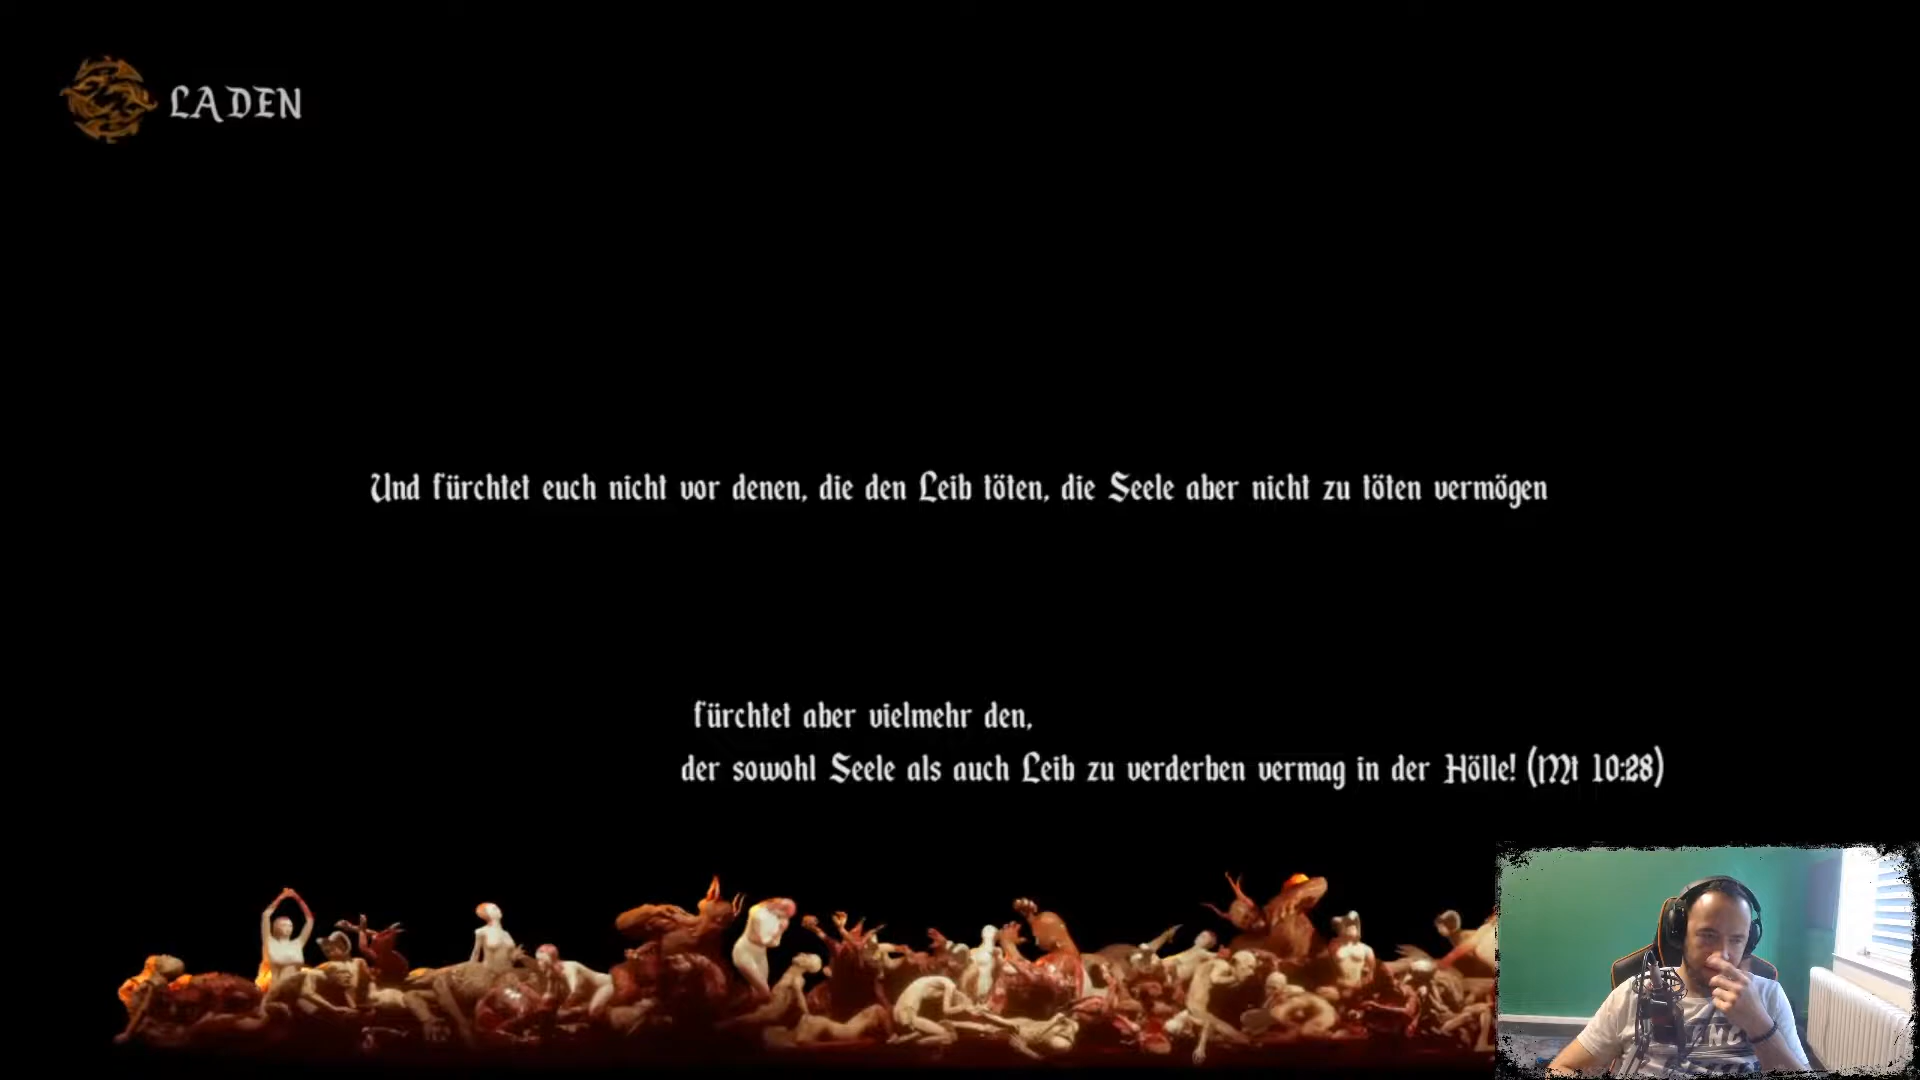 LADEN
Und fürchtet euch nicht vor denen, die den Leib töten, die Seele aber nicht zu töten vermögen
fürchtet aber vielmehr den,
der sowohl Seele als auch Leib zu verderben vermag in der Hölle! (Mt 10:28)